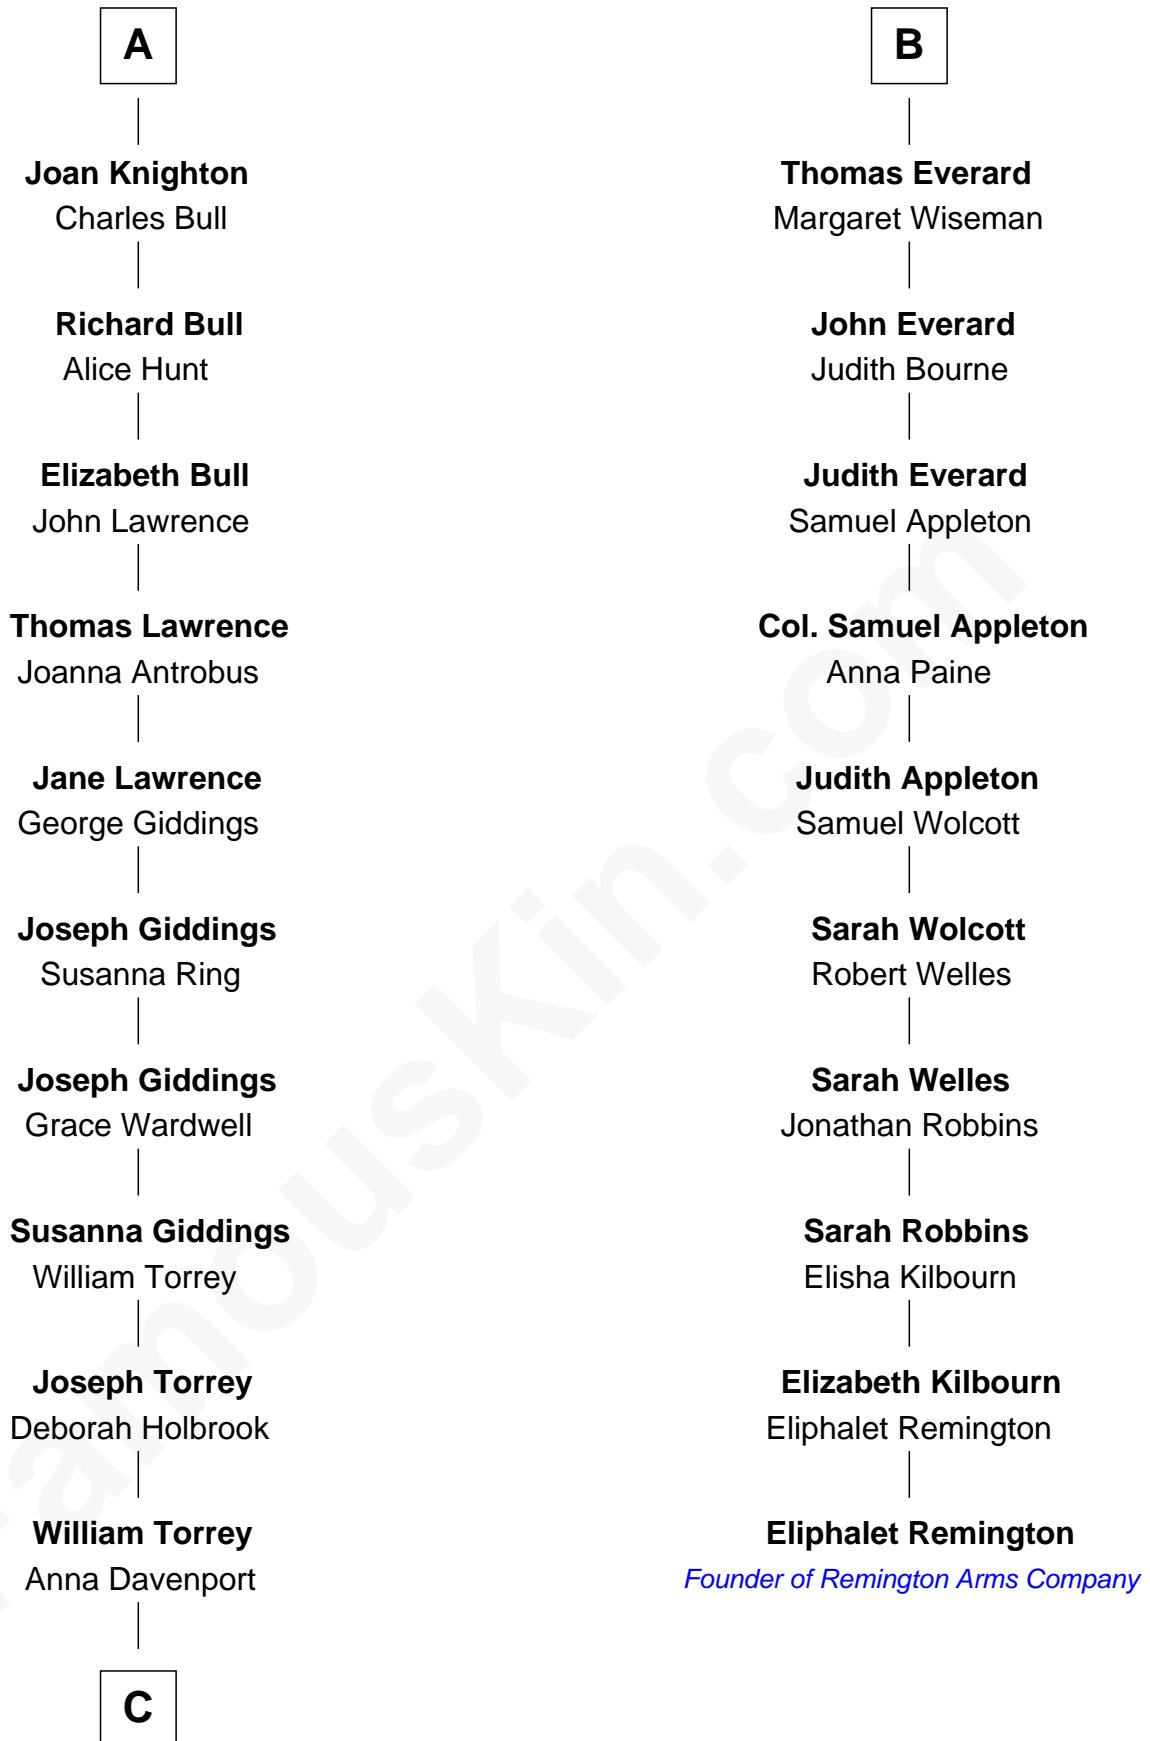 A
Joan Knighton
Charles Bull
Richard Bull
Alice Hunt
Elizabeth Bull
John Lawrence
Thomas Lawrence
Joanna Antrobus
Jane Lawrence
George Giddings
Joseph Giddings
Susanna Ring
Joseph Giddings
Grace Wardwell
Susanna Giddings
William Torrey
Joseph Torrey
Deborah Holbrook
William Torrey
Anna Davenport
C
B
Thomas Everard
Margaret Wiseman
John Everard
Judith Bourne
Judith Everard
Samuel Appleton
Col. Samuel Appleton
Anna Paine
Judith Appleton
Samuel Wolcott
Sarah Wolcott
Robert Welles
Sarah Welles
Jonathan Robbins
Sarah Robbins
Elisha Kilbourn
Elizabeth Kilbourn
Eliphalet Remington
Eliphalet Remington
Founder of Remington Arms Company
FamousKin.com